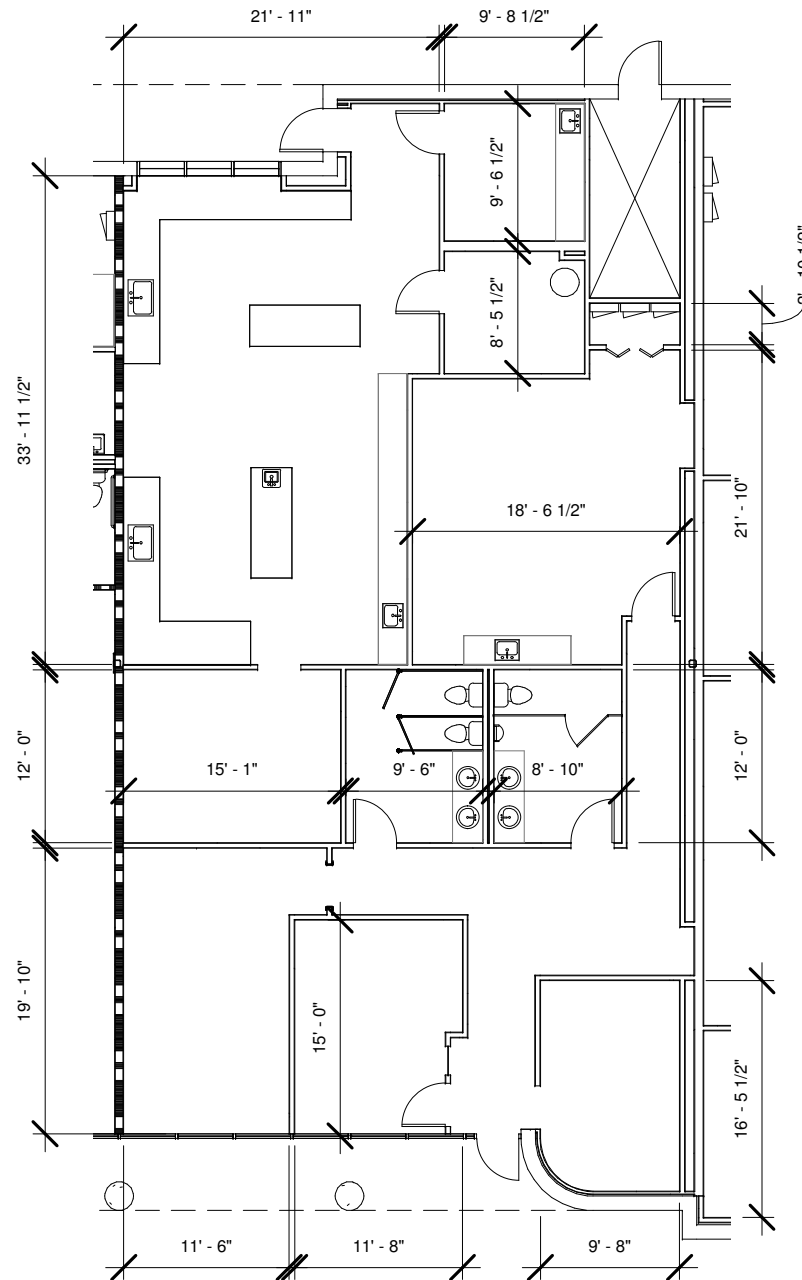 21' - 11"
9' - 8 1/2"
9' - 6 1/2"
8' - 5 1/2"
33' - 11 1/2"
18' - 6 1/2"
21' - 10"
12' - 0"
15' - 1"
9' - 6"
8' - 10"
12' - 0"
19' - 10"
15' - 0"
16' - 5 1/2"
11' - 6"
11' - 8"
9' - 8"